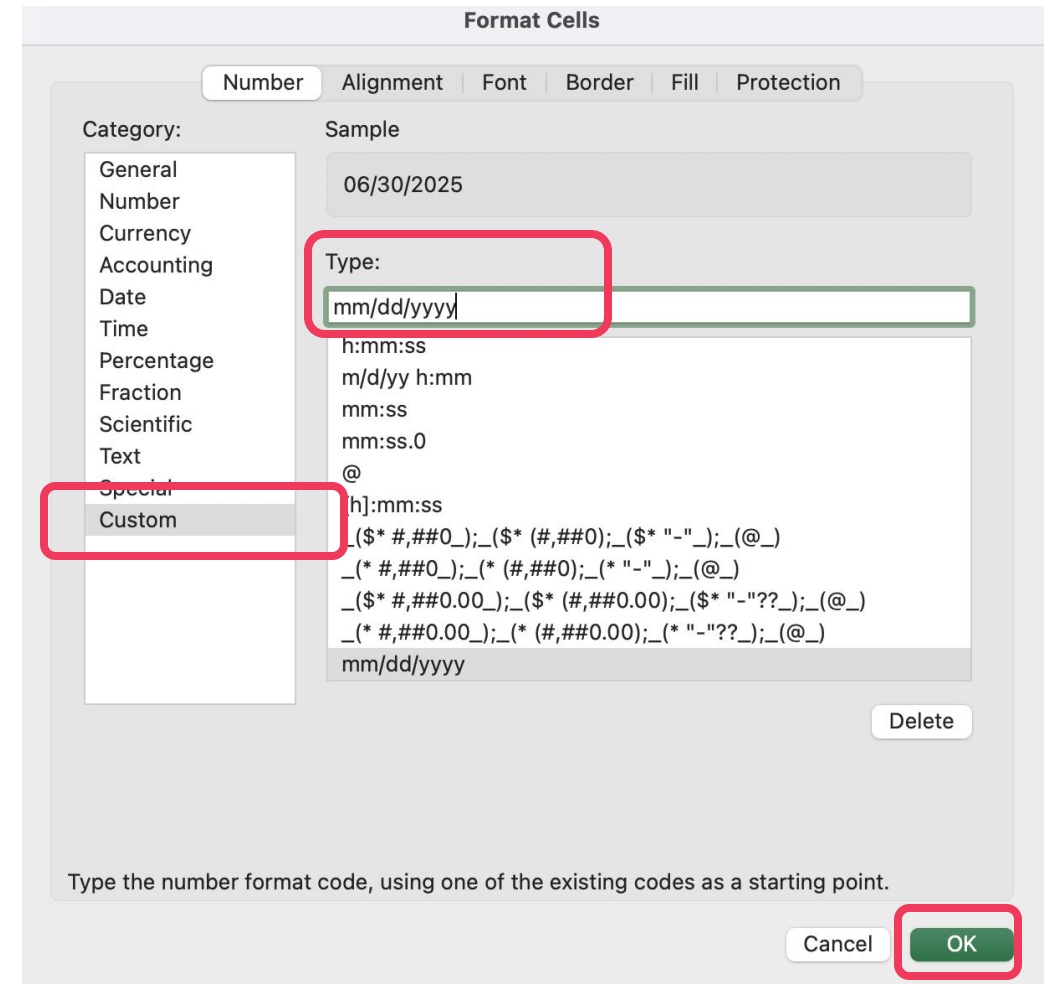 Format Cells
Number Alignment Font Border Fill Protection
Category:
General
Number
Currency
Accounting
Date
Time
Percentage
Fraction
Scientific
Text
Special
Custom
Sample
06/30/2025
Type:
mm/dd/yyyy
h:mm:ss
m/d/yy h:mm
mm:ss
mm:ss.0
@
[h]:mm:ss
_($* #,##0_);_($* (#,##0);_($* "-"_);_(@_)
_(* #,##0_);_(* (#,##0);_(* "-"_);_(@_)
_($* #,##0.00_);_($* (#,##0.00);_($* "-"??_);_(@_)
_(* #,##0.00_);_(* (#,##0.00);_(* "-"??_);_(@_)
mm/dd/yyyy
Delete
Type the number format code, using one of the existing codes as a starting point.
Cancel OK